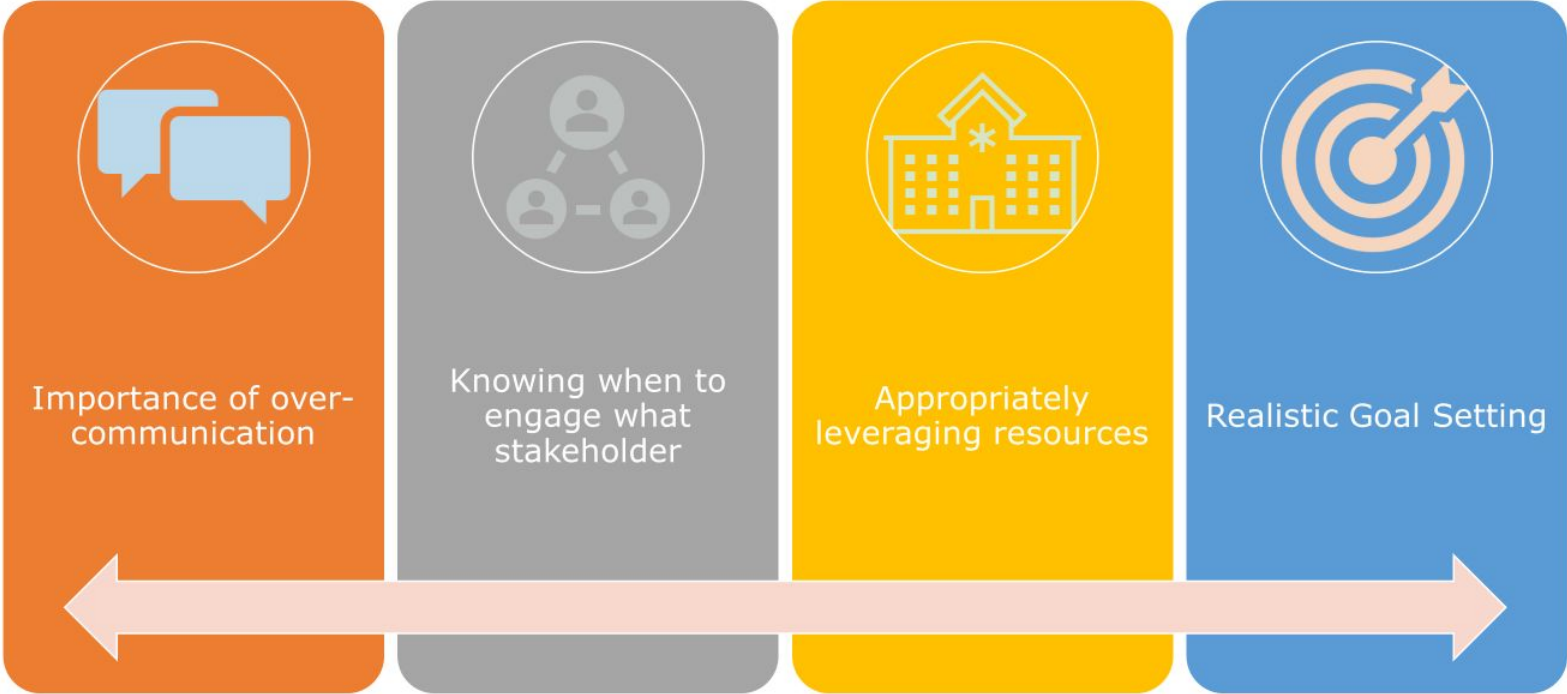 Importance of over-
communication
Knowing when to
engage what
stakeholder
Appropriately
leveraging resources
Realistic Goal Setting